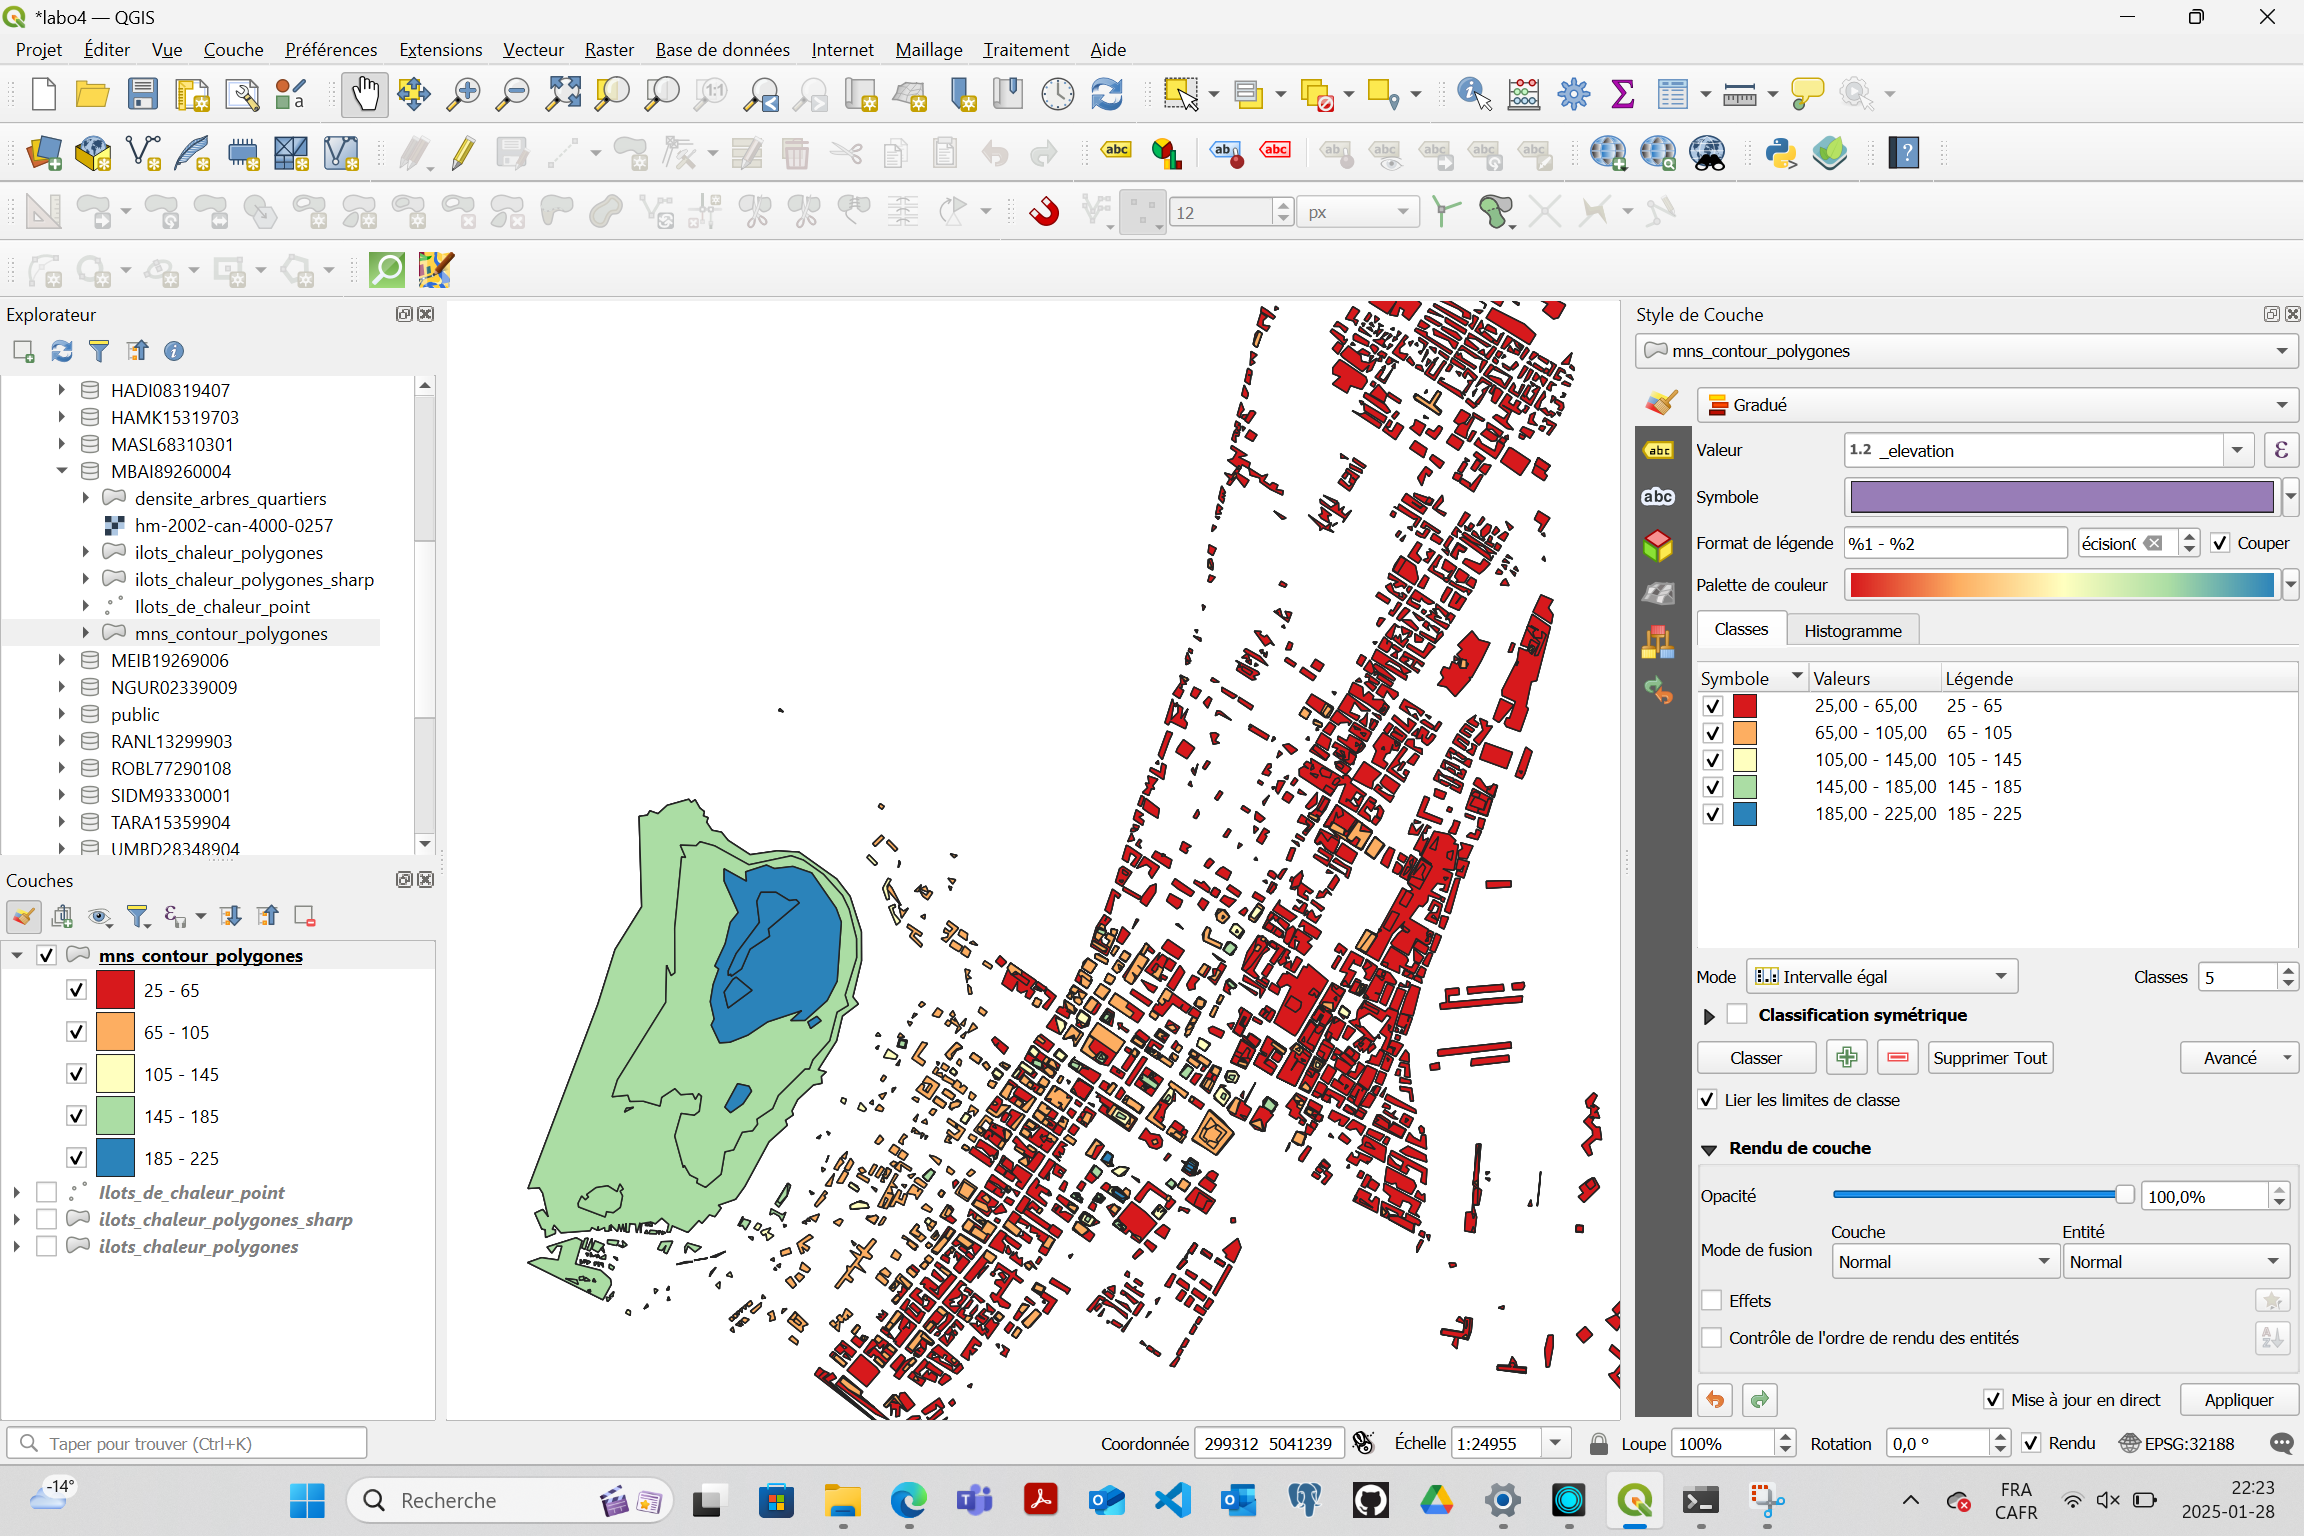 *labo4 — QGIS
Projet Éditer Vue Couche Préférences Extensions Vecteur Raster Base de données Internet Maillage Traitement Aide
12 px
Explorateur
HADI08319407
HAMK15319703
MASL68310301
MBAI89260004
densite_arbres_quartiers
hm-2002-can-4000-0257
ilots_chaleur_polygones
ilots_chaleur_polygones_sharp
Ilots_de_chaleur_point
mns_contour_polygones
MEIB19269006
NGUR02339009
public
RANL13299903
ROBL77290108
SIDM93330001
TARA15359904
UMBD28348904
Couches
mns_contour_polygones
25 - 65
65 - 105
105 - 145
145 - 185
185 - 225
Ilots_de_chaleur_point
ilots_chaleur_polygones_sharp
ilots_chaleur_polygones
Style de Couche
mns_contour_polygones
Gradué
Valeur 1.2 _elevation ε
Symbole
Format de légende %1 - %2 écision( Couper
Palette de couleur
Classes Histogramme
Symbole Valeurs Légende
25,00 - 65,00 25 - 65
65,00 - 105,00 65 - 105
105,00 - 145,00 105 - 145
145,00 - 185,00 145 - 185
185,00 - 225,00 185 - 225
Mode Intervalle égal Classes 5
Classification symétrique
Classer Supprimer Tout Avancé
Lier les limites de classe
Rendu de couche
Opacité 100,0%
Couche Entité
Mode de fusion Normal Normal
Effets
Contrôle de l'ordre de rendu des entités
Mise à jour en direct Appliquer
Taper pour trouver (Ctrl+K)
Coordonnée 299312 5041239 Échelle 1:24955 Loupe 100% Rotation 0,0 ° Rendu EPSG:32188
-14°
Recherche
FRA
CAFR
22:23
2025-01-28